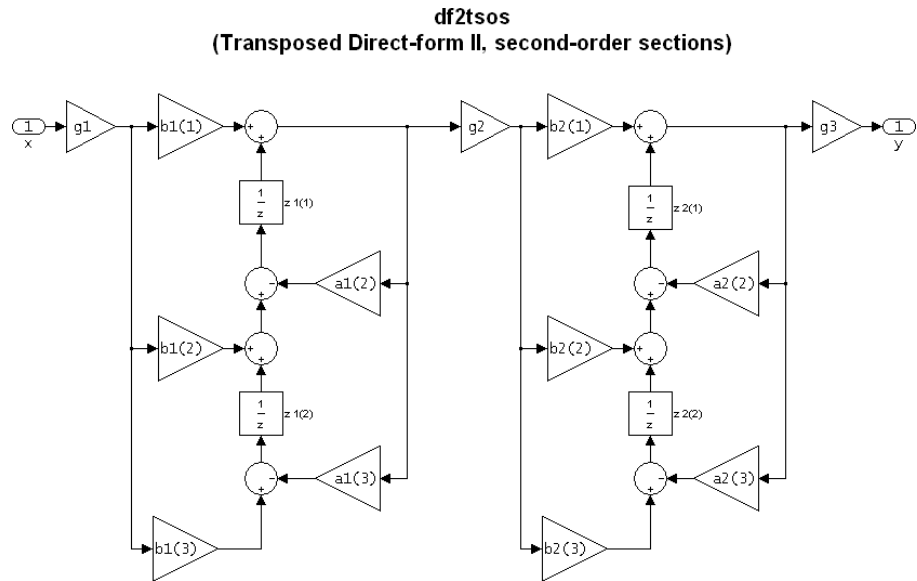 df2tsos
(Transposed Direct-form II, second-order sections)
1
x
g1
b1(1)
+
+
g2
b2(1)
+
+
g3
1
y
1
z
z 1(1)
1
z
z 2(1)
−
+
a1(2)
−
+
a2(2)
b1(2)
+
+
b2(2)
+
+
1
z
z 1(2)
1
z
z 2(2)
−
+
a1(3)
−
+
a2(3)
b1(3)
b2(3)